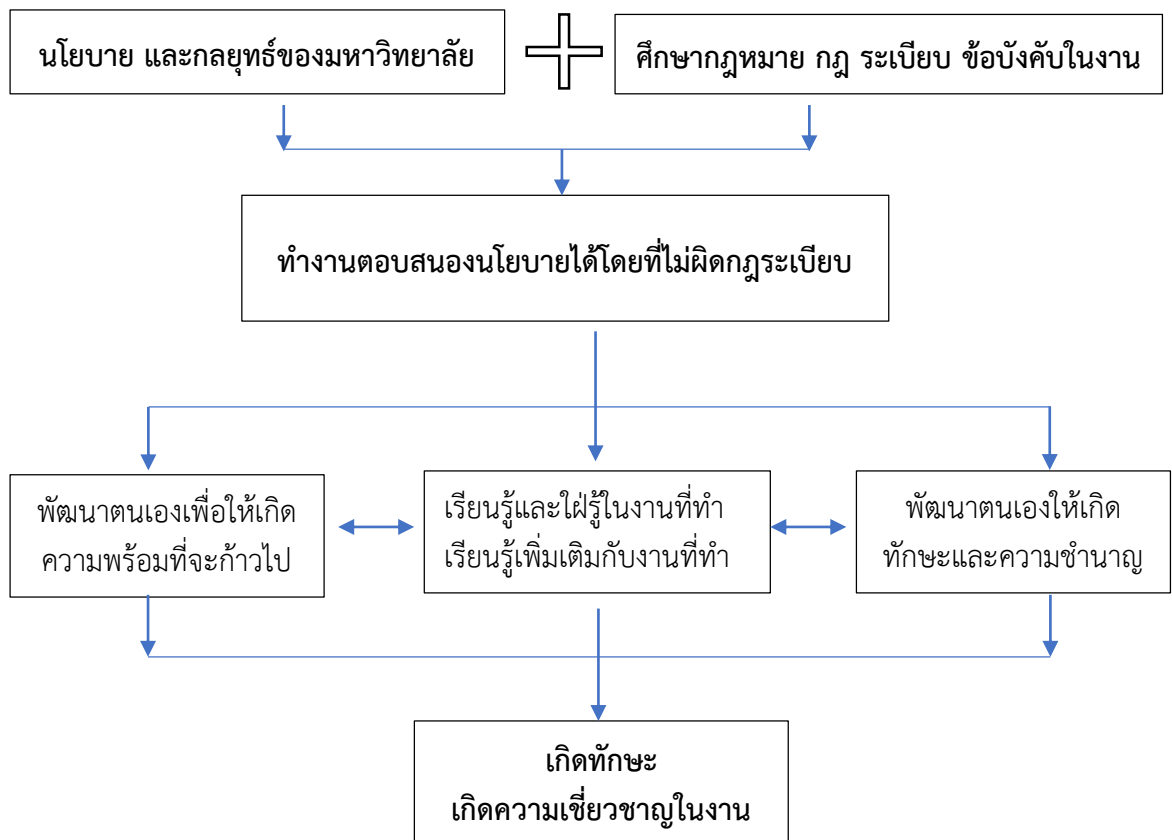 นโยบาย และกลยุทธ์ของมหาวิทยาลัย
ศึกษากฎหมาย กฎ ระเบียบ ข้อบังคับในงาน
ทำงานตอบสนองนโยบายได้โดยที่ไม่ผิดกฎระเบียบ
พัฒนาตนเองเพื่อให้เกิด
ความพร้อมที่จะก้าวไป
เรียนรู้และใฝ่รู้ในงานที่ทำ
เรียนรู้เพิ่มเติมกับงานที่ทำ
พัฒนาตนเองให้เกิด
ทักษะและความชำนาญ
เกิดทักษะ
เกิดความเชี่ยวชาญในงาน